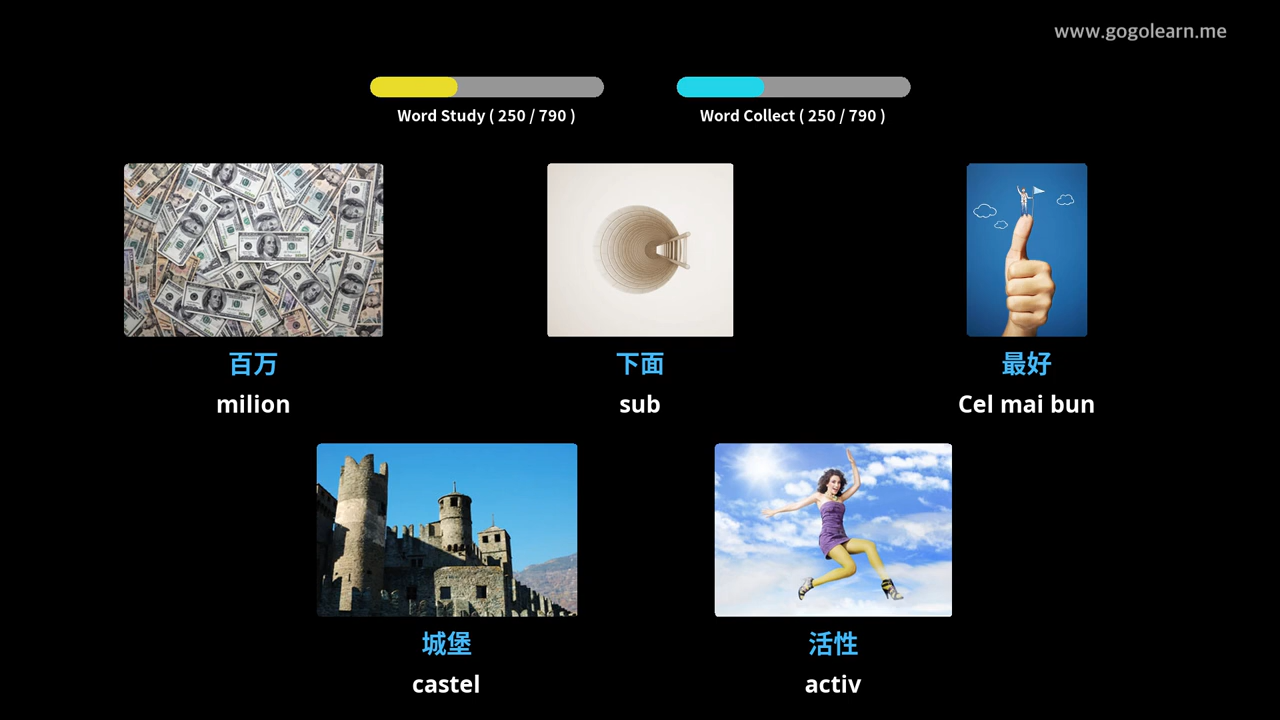 www.gogolearn.me
Word Study ( 250 / 790 )
Word Collect ( 250 / 790 )
百万
milion
下面
sub
最好
Cel mai bun
城堡
castel
活性
activ